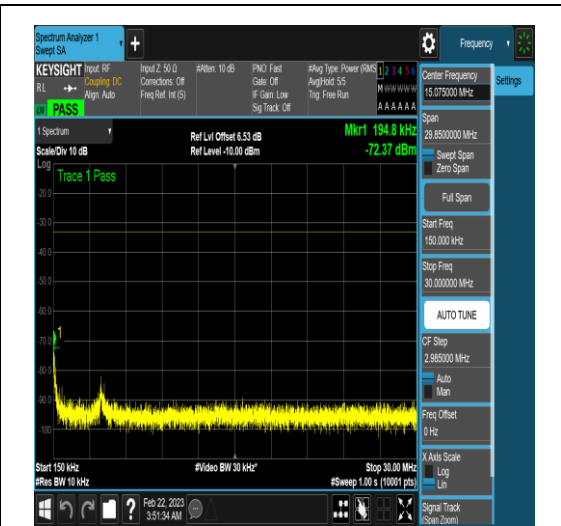 Spectrum Analyzer 1
Swept SA
Frequency
KEYSIGHT
RL
PASS
Input: RF
Coupling: DC
Align: Auto
Input Z: 50 Ω
Corrections: Off
Freq Ref: Int (S)
#Atten: 10 dB
PNO: Fast
Gate: Off
IF Gain: Low
Sig Track: Off
#Avg Type: Power (RMS
Avg|Hold: 5/5
Trig: Free Run
1 2 3 4 5 6
M W W W W W
A A A A A A
1 Spectrum
Scale/Div 10 dB
Ref Lvl Offset 6.53 dB
Ref Level -10.00 dBm
Mkr1 194.8 kHz
-72.37 dBm
Log
Trace 1 Pass
-20.0
-30.0
-40.0
-50.0
-60.0
-70.0
-80.0
-90.0
-100
1
Start 150 kHz
#Res BW 10 kHz
#Video BW 30 kHz*
Stop 30.00 MHz
#Sweep 1.00 s (10001 pts)
Feb 22, 2023
3:51:34 AM
Center Frequency
15.075000 MHz
Settings
Span
29.8500000 MHz
Swept Span
Zero Span
Full Span
Start Freq
150.000 kHz
Stop Freq
30.000000 MHz
AUTO TUNE
CF Step
2.985000 MHz
Auto
Man
Freq Offset
0 Hz
X Axis Scale
Log
Lin
Signal Track
(Span Zoom)